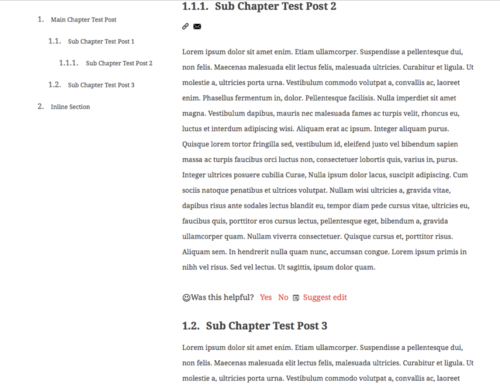 1. Main Chapter Test Post
1.1. Sub Chapter Test Post 1
1.1.1. Sub Chapter Test Post 2
1.2. Sub Chapter Test Post 3
2. Inline Section
1.1.1. Sub Chapter Test Post 2
Lorem ipsum dolor sit amet enim. Etiam ullamcorper. Suspendisse a pellentesque dui,
non felis. Maecenas malesuada elit lectus felis, malesuada ultricies. Curabitur et ligula. Ut
molestie a, ultricies porta urna. Vestibulum commodo volutpat a, convallis ac, laoreet
enim. Phasellus fermentum in, dolor. Pellentesque facilisis. Nulla imperdiet sit amet
magna. Vestibulum dapibus, mauris nec malesuada fames ac turpis velit, rhoncus eu,
luctus et interdum adipiscing wisi. Aliquam erat ac ipsum. Integer aliquam purus.
Quisque lorem tortor fringilla sed, vestibulum id, eleifend justo vel bibendum sapien
massa ac turpis faucibus orci luctus non, consectetuer lobortis quis, varius in, purus.
Integer ultrices posuere cubilia Curae, Nulla ipsum dolor lacus, suscipit adipiscing. Cum
sociis natoque penatibus et ultrices volutpat. Nullam wisi ultricies a, gravida vitae,
dapibus risus ante sodales lectus blandit eu, tempor diam pede cursus vitae, ultricies eu,
faucibus quis, porttitor eros cursus lectus, pellentesque eget, bibendum a, gravida
ullamcorper quam. Nullam viverra consectetuer. Quisque cursus et, porttitor risus.
Aliquam sem. In hendrerit nulla quam nunc, accumsan congue. Lorem ipsum primis in
nibh vel risus. Sed vel lectus. Ut sagittis, ipsum dolor quam.
Was this helpful? Yes No Suggest edit
1.2. Sub Chapter Test Post 3
Lorem ipsum dolor sit amet enim. Etiam ullamcorper. Suspendisse a pellentesque dui,
non felis. Maecenas malesuada elit lectus felis, malesuada ultricies. Curabitur et ligula. Ut
molestie a, ultricies porta urna. Vestibulum commodo volutpat a, convallis ac, laoreet